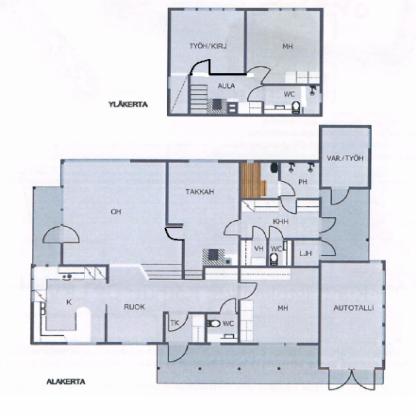 TYÖH/KIRJ
MH
AULA
WC
YLÄKERTA
VAR./TYÖH
TAKKAH
PH
OH
KHH
VH
WC
LJH
K
RUOK
MH
AUTOTALLI
TK
WC
ALAKERTA